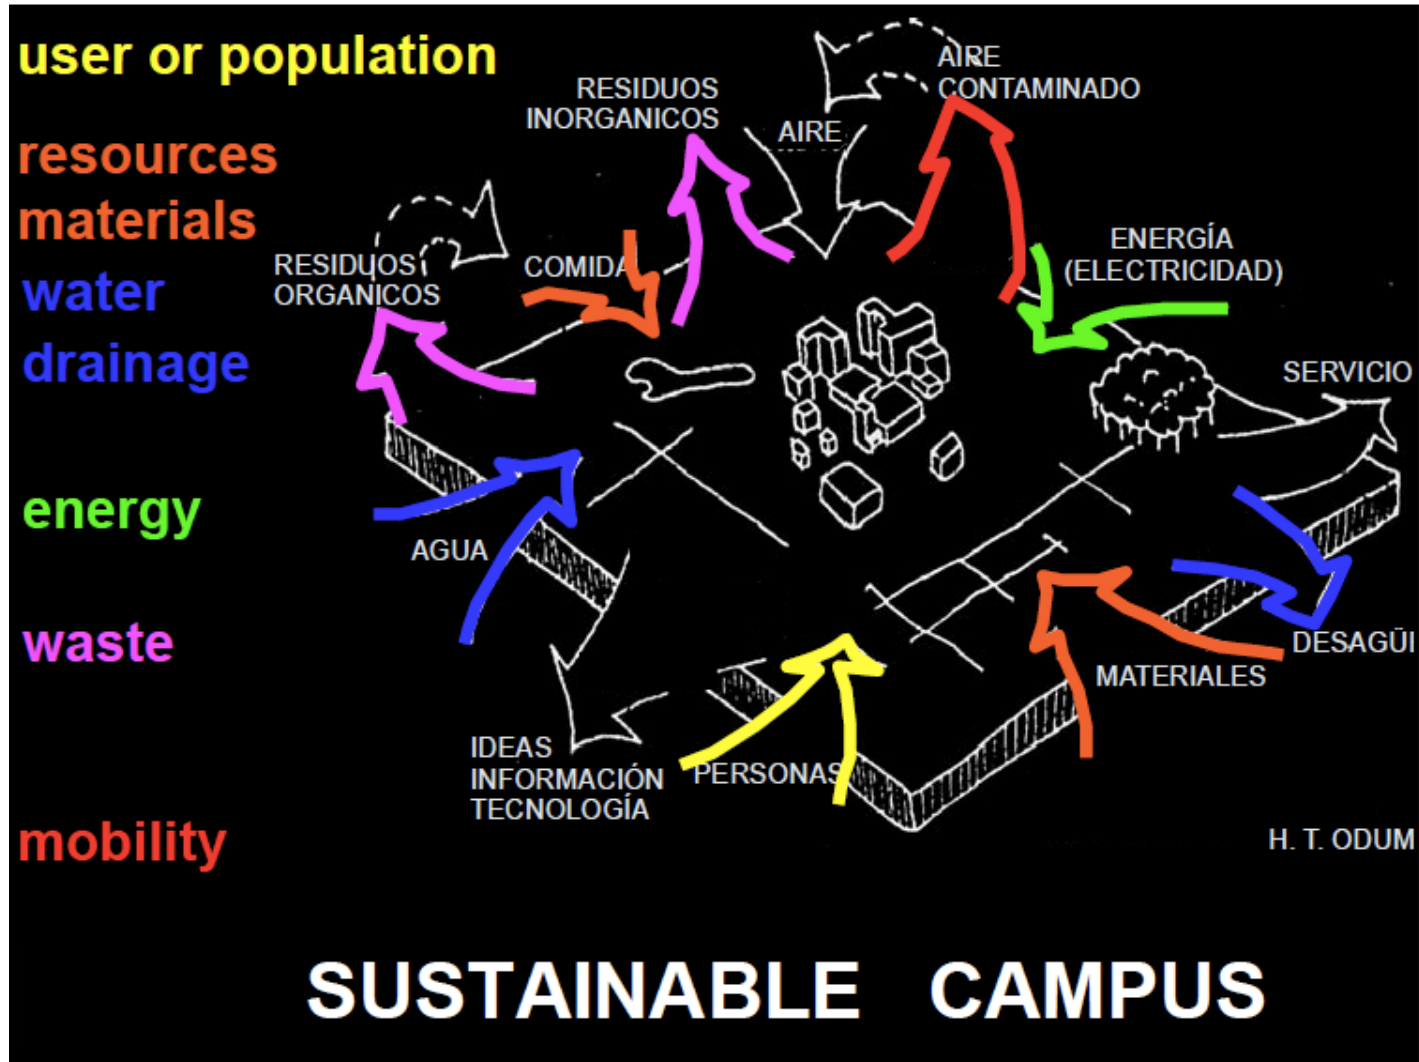 user or population
resources
materials
water
drainage
energy
waste
mobility
AIRE
CONTAMINADO
RESIDUOS
INORGANICOS
AIRE
ENERGÍA
(ELECTRICIDAD)
RESIDUOS
ORGANICOS
COMIDA
SERVICIO
AGUA
DESAGÜI
MATERIALES
IDEAS
INFORMACIÓN
TECNOLOGÍA
PERSONAS
H. T. ODUM
SUSTAINABLE CAMPUS